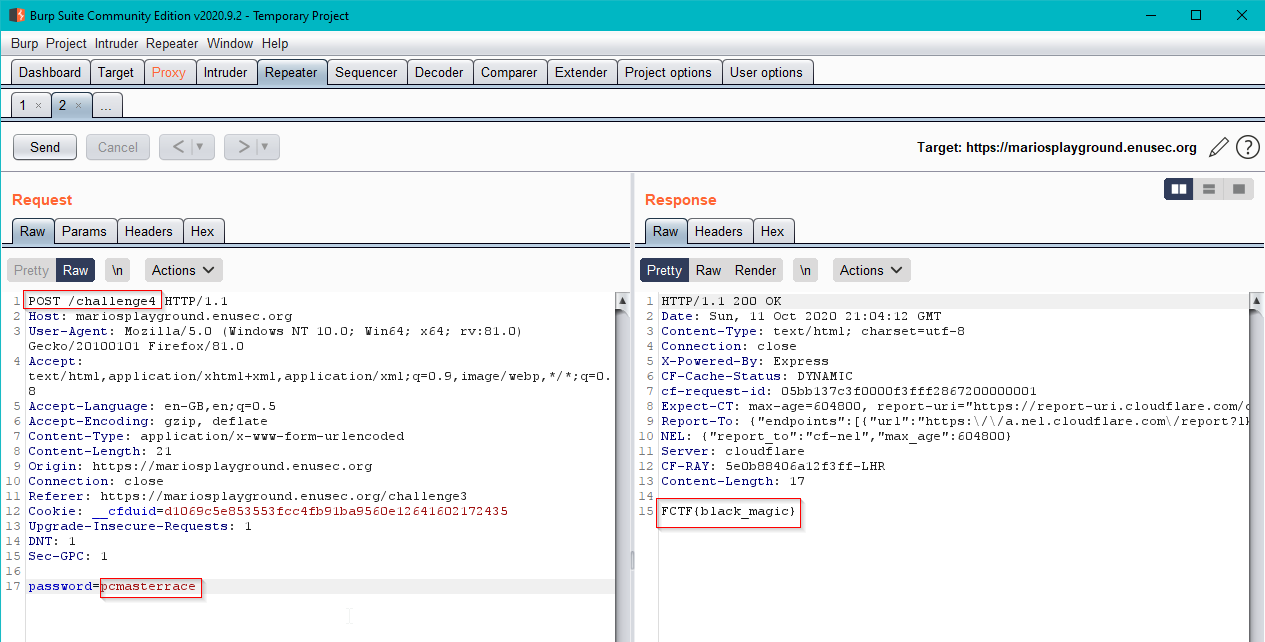 Burp Suite Community Edition v2020.9.2 - Temporary Project
Burp Project Intruder Repeater Window Help
Dashboard Target Proxy Intruder Repeater Sequencer Decoder Comparer Extender Project options User options
1 × 2 × ...
Send Cancel < ▼ > ▼ Target: https://mariosplayground.enusec.org ?
Request
Raw Params Headers Hex
Pretty Raw \n Actions
1 POST /challenge4 HTTP/1.1
2 Host: mariosplayground.enusec.org
3 User-Agent: Mozilla/5.0 (Windows NT 10.0; Win64; x64; rv:81.0)
Gecko/20100101 Firefox/81.0
4 Accept:
text/html,application/xhtml+xml,application/xml;q=0.9,image/webp,*/*;q=0.
8
5 Accept-Language: en-GB,en;q=0.5
6 Accept-Encoding: gzip, deflate
7 Content-Type: application/x-www-form-urlencoded
8 Content-Length: 21
9 Origin: https://mariosplayground.enusec.org
10 Connection: close
11 Referer: https://mariosplayground.enusec.org/challenge3
12 Cookie: __cfduid=d1069c5e853553fcc4fb91ba9560e12641602172435
13 Upgrade-Insecure-Requests: 1
14 DNT: 1
15 Sec-GPC: 1
16
17 password=pcmasterrace
Response
Raw Headers Hex
Pretty Raw Render \n Actions
1 HTTP/1.1 200 OK
2 Date: Sun, 11 Oct 2020 21:04:12 GMT
3 Content-Type: text/html; charset=utf-8
4 Connection: close
5 X-Powered-By: Express
6 CF-Cache-Status: DYNAMIC
7 cf-request-id: 05bb137c3f0000f3fff2867200000001
8 Expect-CT: max-age=604800, report-uri="https://report-uri.cloudflare.com/c
9 Report-To: {"endpoints":[{"url":"https:\/\/a.nel.cloudflare.com\/report?lk
10 NEL: {"report_to":"cf-nel","max_age":604800}
11 Server: cloudflare
12 CF-RAY: 5e0b88406a12f3ff-LHR
13 Content-Length: 17
14
15 FCTF{black_magic}